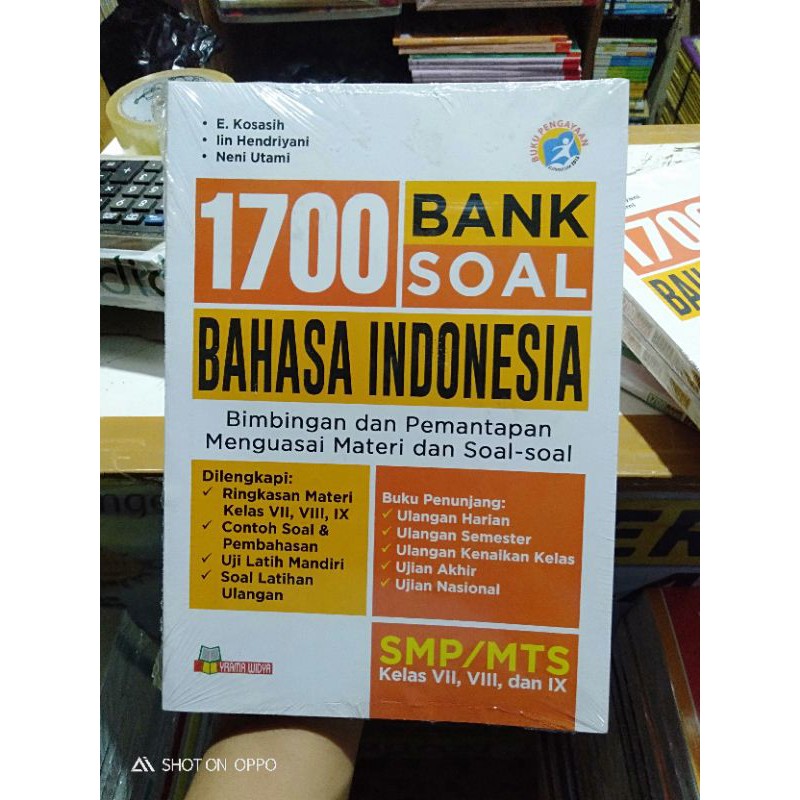 • E. Kosasih
• Iin Hendriyani
• Neni Utami
BUKU PENGAYAAN
1700
BANK
SOAL
BAHASA INDONESIA
Bimbingan dan Pemantapan
Menguasai Materi dan Soal-soal
Dilengkapi:
✓ Ringkasan Materi
Kelas VII, VIII, IX
✓ Contoh Soal &
Pembahasan
✓ Uji Latih Mandiri
✓ Soal Latihan
Ulangan
Buku Penunjang:
✓ Ulangan Harian
✓ Ulangan Semester
✓ Ulangan Kenaikan Kelas
✓ Ujian Akhir
✓ Ujian Nasional
YRAMA WIDYA
SMP/MTS
Kelas VII, VIII, dan IX
SHOT ON OPPO